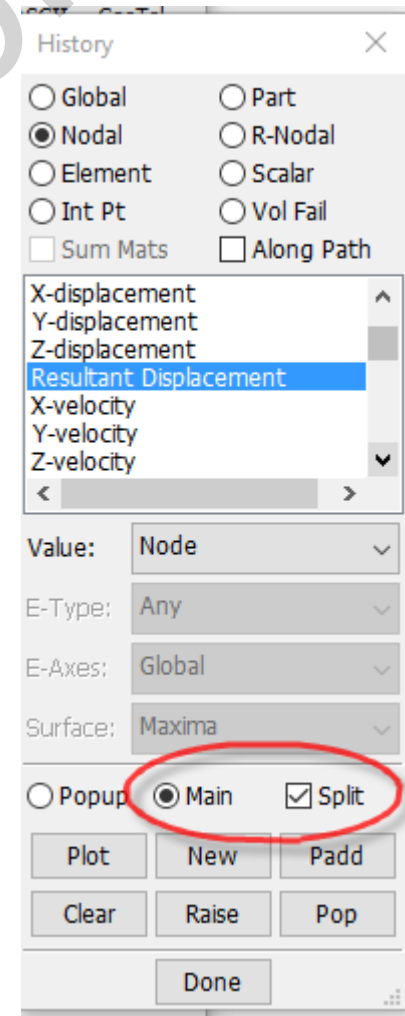 History
Global Part
Nodal R-Nodal
Element Scalar
Int Pt Vol Fail
Sum Mats Along Path
X-displacement
Y-displacement
Z-displacement
Resultant Displacement
X-velocity
Y-velocity
Z-velocity
Value: Node
E-Type: Any
E-Axes: Global
Surface: Maxima
Popup Main Split
Plot New Padd
Clear Raise Pop
Done